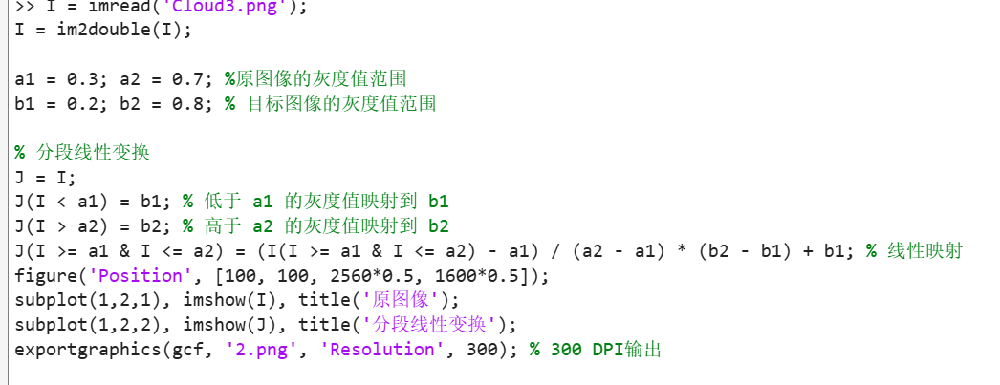 >> I = imread('Cloud3.png');
I = im2double(I);
a1 = 0.3; a2 = 0.7; %原图像的灰度值范围
b1 = 0.2; b2 = 0.8; % 目标图像的灰度值范围
% 分段线性变换
J = I;
J(I < a1) = b1; % 低于 a1 的灰度值映射到 b1
J(I > a2) = b2; % 高于 a2 的灰度值映射到 b2
J(I >= a1 & I <= a2) = (I(I >= a1 & I <= a2) - a1) / (a2 - a1) * (b2 - b1) + b1; % 线性映射
figure('Position', [100, 100, 2560*0.5, 1600*0.5]);
subplot(1,2,1), imshow(I), title('原图像');
subplot(1,2,2), imshow(J), title('分段线性变换');
exportgraphics(gcf, '2.png', 'Resolution', 300); % 300 DPI输出